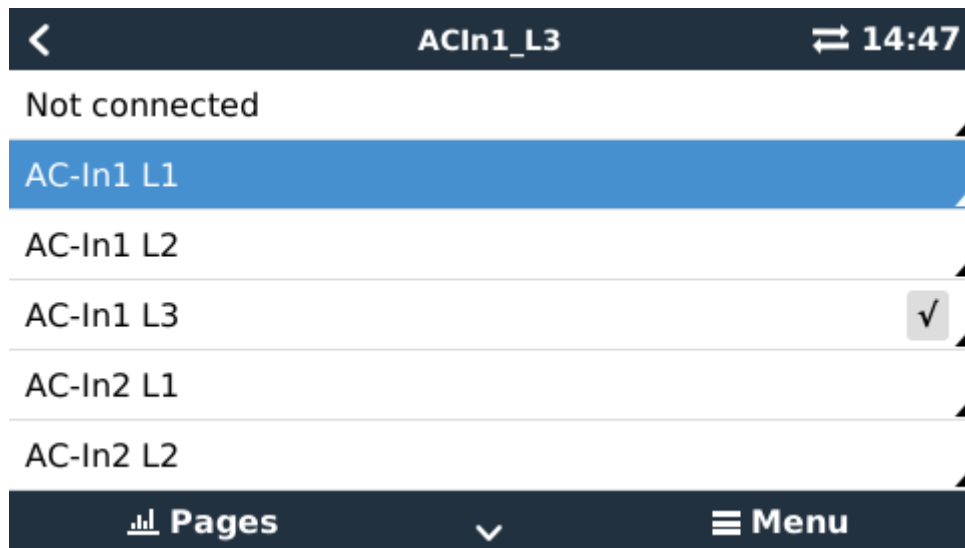 ACIn1_L3 14:47
Not connected
AC-In1 L1
AC-In1 L2
AC-In1 L3 √
AC-In2 L1
AC-In2 L2
Pages Menu